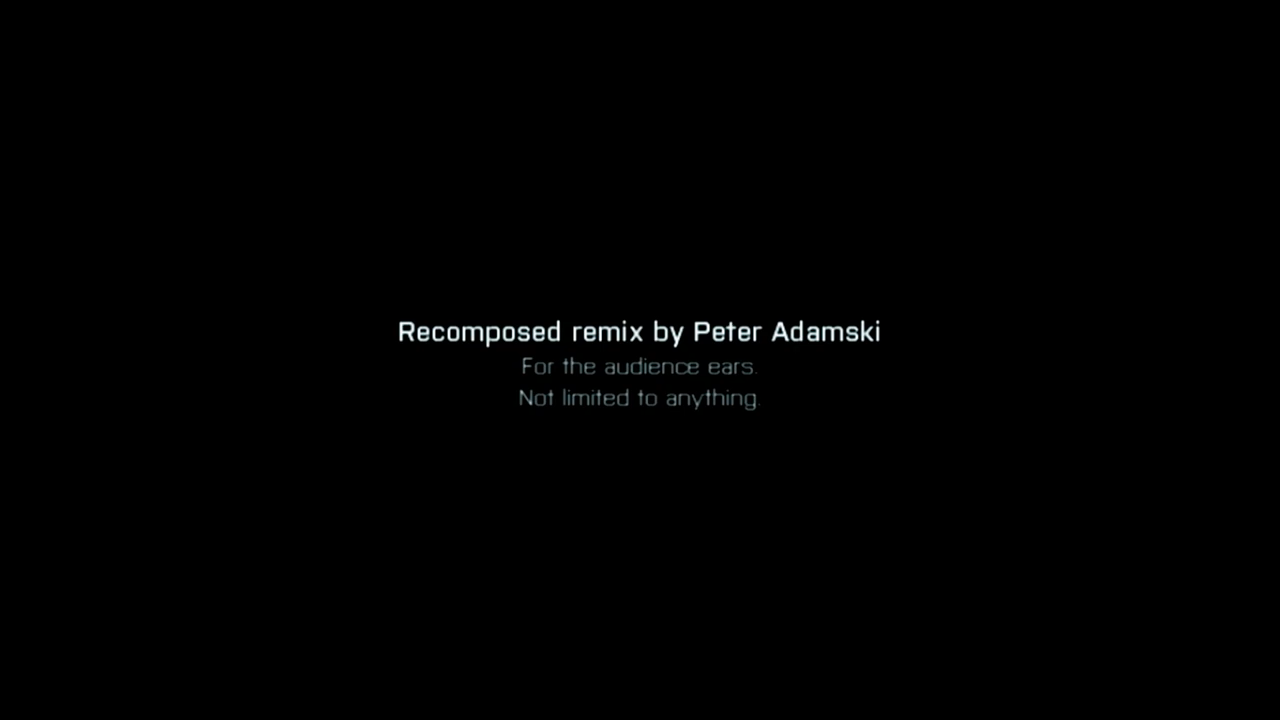 Recomposed remix by Peter Adamski
For the audience ears.
Not limited to anything.